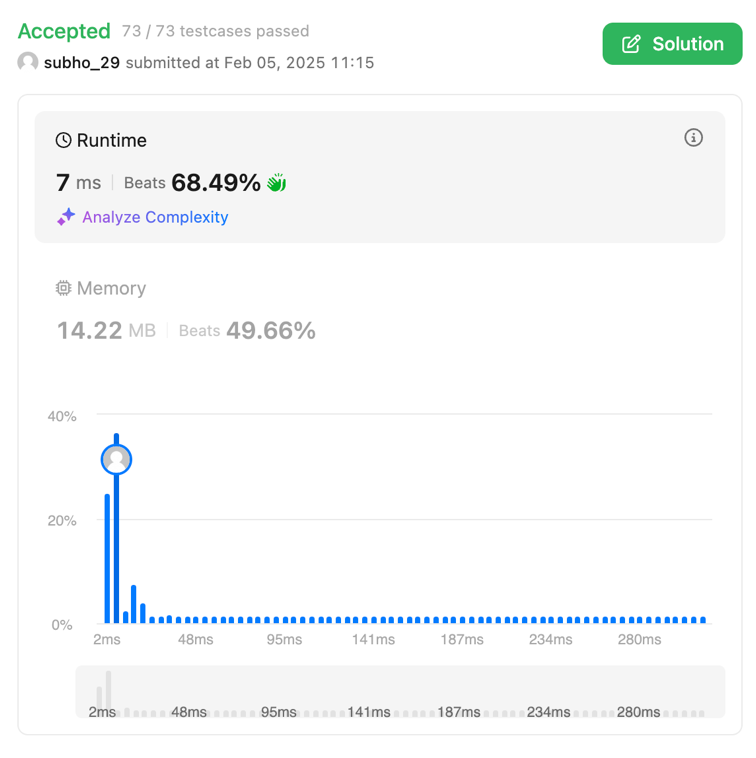 Accepted 73 / 73 testcases passed
Solution
subho_29 submitted at Feb 05, 2025 11:15
Runtime
7 ms Beats 68.49%
Analyze Complexity
Memory
14.22 MB Beats 49.66%
40%
20%
0%
2ms 48ms 95ms 141ms 187ms 234ms 280ms
2ms 48ms 95ms 141ms 187ms 234ms 280ms